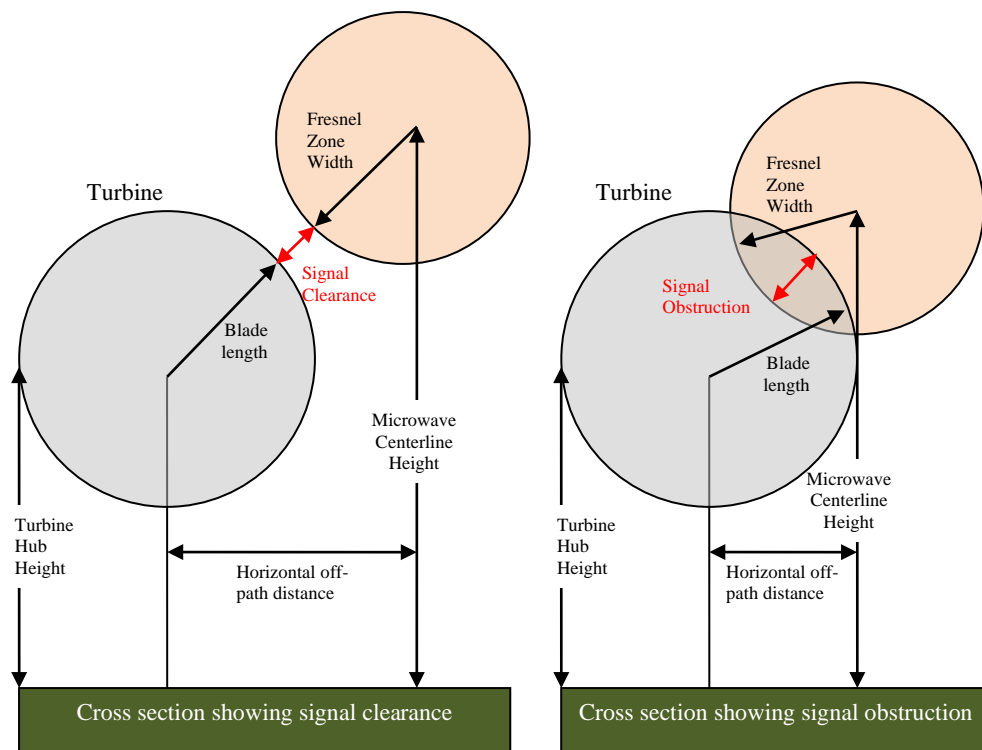 Fresnel
Zone
Width
Turbine
Signal
Clearance
Blade
length
Microwave
Centerline
Height
Turbine
Hub
Height
Horizontal off-
path distance
Cross section showing signal clearance
Fresnel
Zone
Width
Turbine
Signal
Obstruction
Blade
length
Microwave
Centerline
Height
Turbine
Hub
Height
Horizontal off-
path distance
Cross section showing signal obstruction